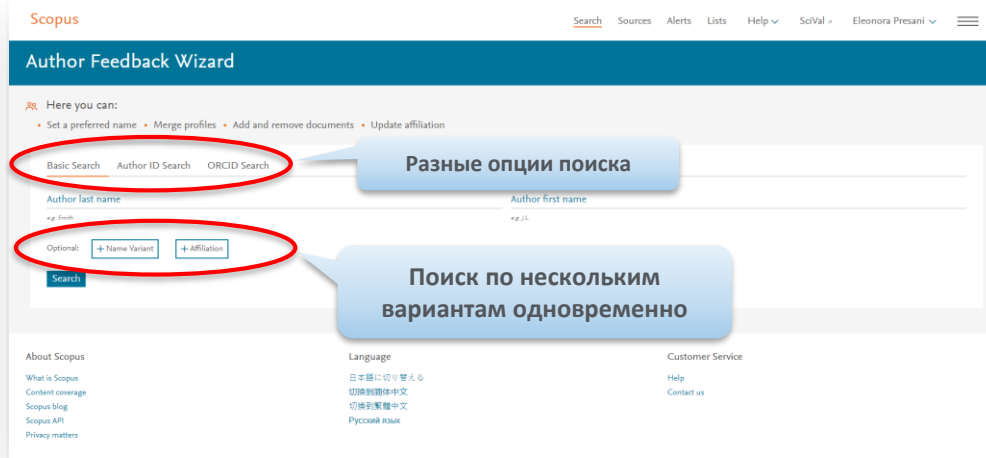 Scopus
Search Sources Alerts Lists Help SciVal Eleonora Presani
Author Feedback Wizard
Here you can:
• Set a preferred name • Merge profiles • Add and remove documents • Update affiliation
Basic Search Author ID Search ORCID Search
Разные опции поиска
Author last name Author first name
e.g. Smith e.g. J.L.
Optional: + Name Variant + Affiliation
Search
Поиск по нескольким
вариантам одновременно
About Scopus Language Customer Service
What is Scopus 日本語に切り替える Help
Content coverage 切换到简体中文 Contact us
Scopus blog 切換到繁體中文
Scopus API Русский язык
Privacy matters